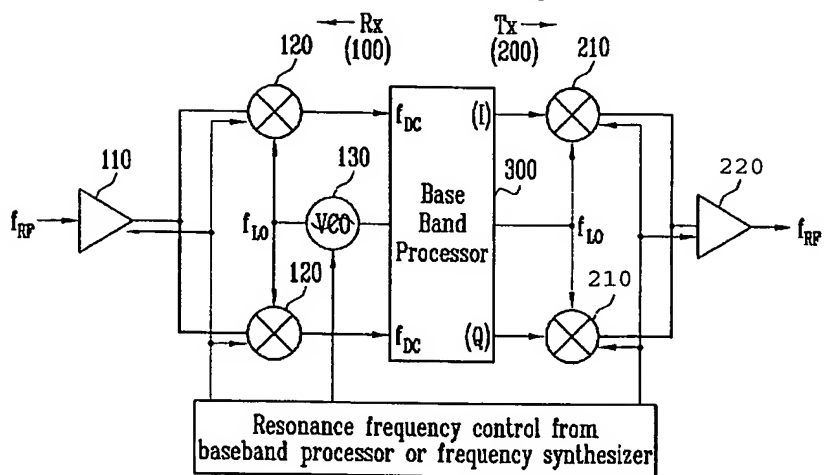 Rx
(100)
Tx
(200)
120
210
110
130
300
220
f_DC
(I)
f_RF
f_LO
VCO
Base
Band
Processor
f_LO
f_RF
120
210
f_DC
(Q)
Resonance frequency control from
baseband processor or frequency synthesizer